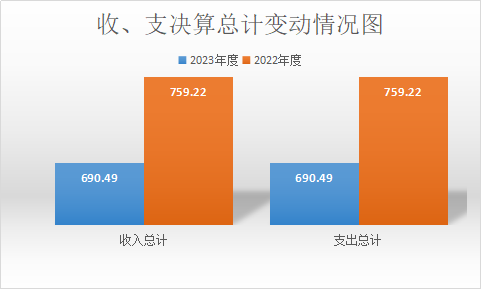 收、支决算总计变动情况图
2023年度 2022年度
690.49 759.22 690.49 759.22
收入总计 支出总计